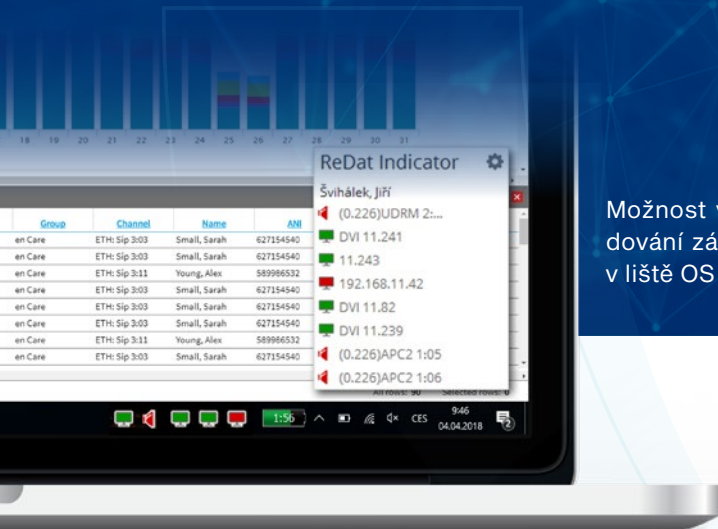 18 19 20 21 22 23 24 25 26 27 28 29 30 31
ReDat Indicator
Švihálek, Jiří
(0.226)UDRM 2:...
DVI 11.241
11.243
192.168.11.42
DVI 11.82
DVI 11.239
(0.226)APC2 1:05
(0.226)APC2 1:06
Group Channel Name ANI
en Care ETH: Sip 3:03 Small, Sarah 627154540
en Care ETH: Sip 3:03 Small, Sarah 627154540
en Care ETH: Sip 3:11 Young, Alex 589986532
en Care ETH: Sip 3:03 Small, Sarah 627154540
en Care ETH: Sip 3:03 Small, Sarah 627154540
en Care ETH: Sip 3:03 Small, Sarah 627154540
en Care ETH: Sip 3:11 Young, Alex 589986532
en Care ETH: Sip 3:03 Small, Sarah 627154540
All rows: 90 Selected rows: 0
1:56 CES 9:46
04.04.2018 2
Možnost v
dování zá
v liště OS